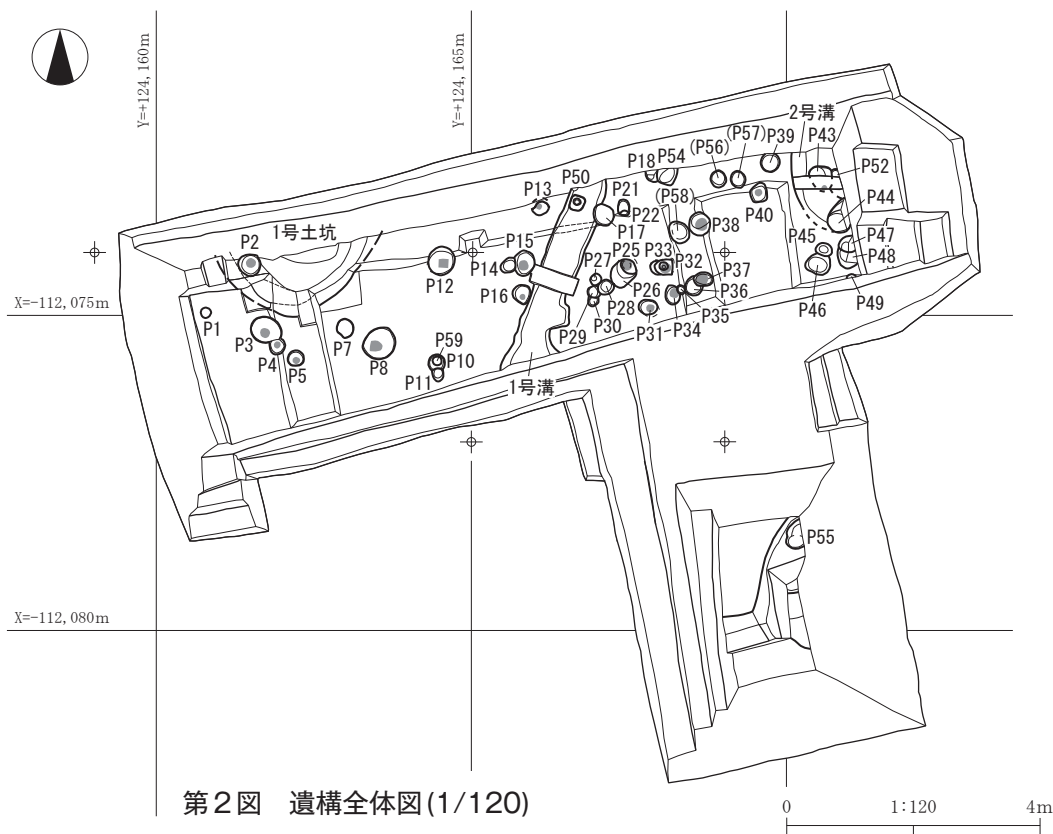 Y=+124,160m
Y=+124,165m
2号溝
P43
(P57)
P39
(P56)
P18
P54
P52
P50
P21
P13
P44
(P58)
P22
P17
P38
P40
1号土坑
P2
P45
P47
P15
P25
P33
P27
P32
P14
P12
P48
P37
P16
P26
P36
P28
P46
P49
X=-112,075m
P1
P30
P35
P29
P31
P34
P3
P7
P59
P4
P10
P5
P8
P11
1号溝
P55
X=-112,080m
第2図 遺構全体図(1/120)
0 1:120 4m